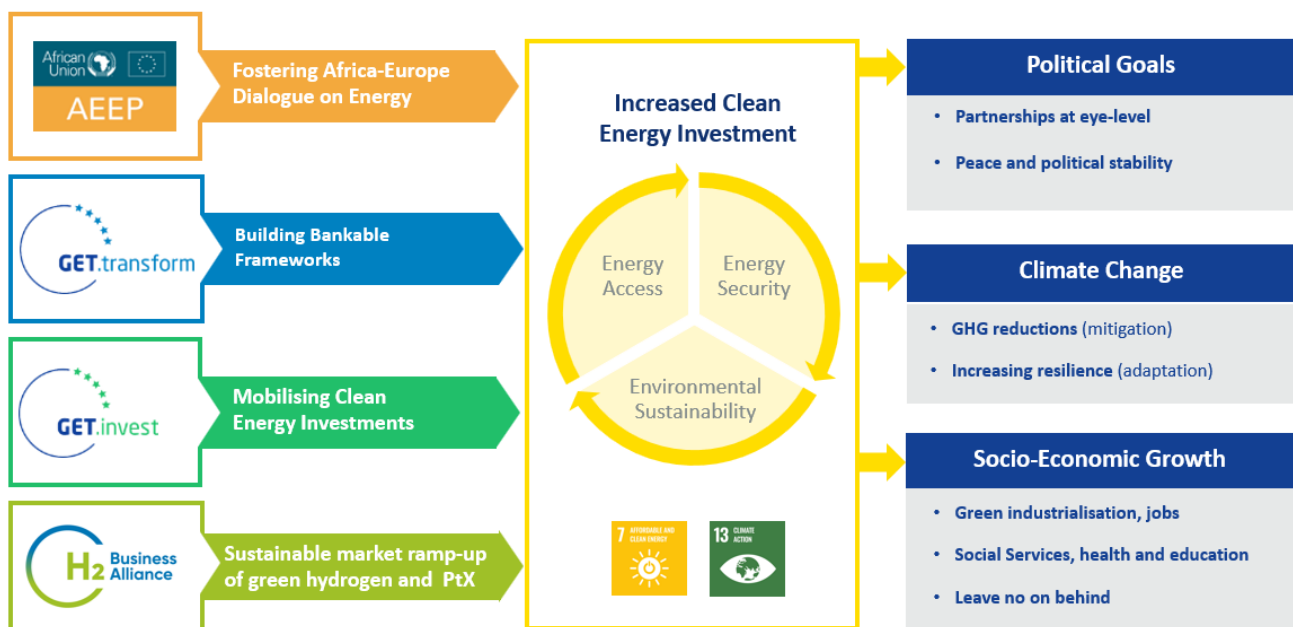 African
Union
AEEP
Fostering Africa-Europe
Dialogue on Energy
GET.transform
Building Bankable
Frameworks
GET.invest
Mobilising Clean
Energy Investments
H2 Business
Alliance
Sustainable market ramp-up
of green hydrogen and PtX
Increased Clean
Energy Investment
Energy
Access
Energy
Security
Environmental
Sustainability
7 AFFORDABLE AND
CLEAN ENERGY
13 CLIMATE
ACTION
Political Goals
• Partnerships at eye-level
• Peace and political stability
Climate Change
• GHG reductions (mitigation)
• Increasing resilience (adaptation)
Socio-Economic Growth
• Green industrialisation, jobs
• Social Services, health and education
• Leave no on behind